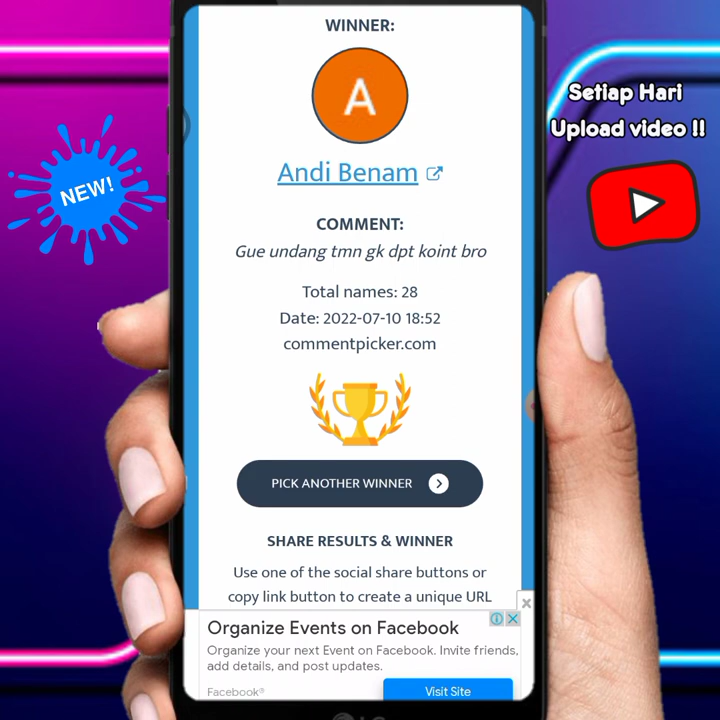 WINNER:
A
Andi Benam
COMMENT:
Gue undang tmn gk dpt koint bro
Total names: 28
Date: 2022-07-10 18:52
commentpicker.com
PICK ANOTHER WINNER
SHARE RESULTS & WINNER
Use one of the social share buttons or
copy link button to create a unique URL
Organize Events on Facebook
Organize your next Event on Facebook. Invite friends,
add details, and post updates.
Facebook®
Visit Site
NEW!
Setiap Hari
Upload video !!
LG